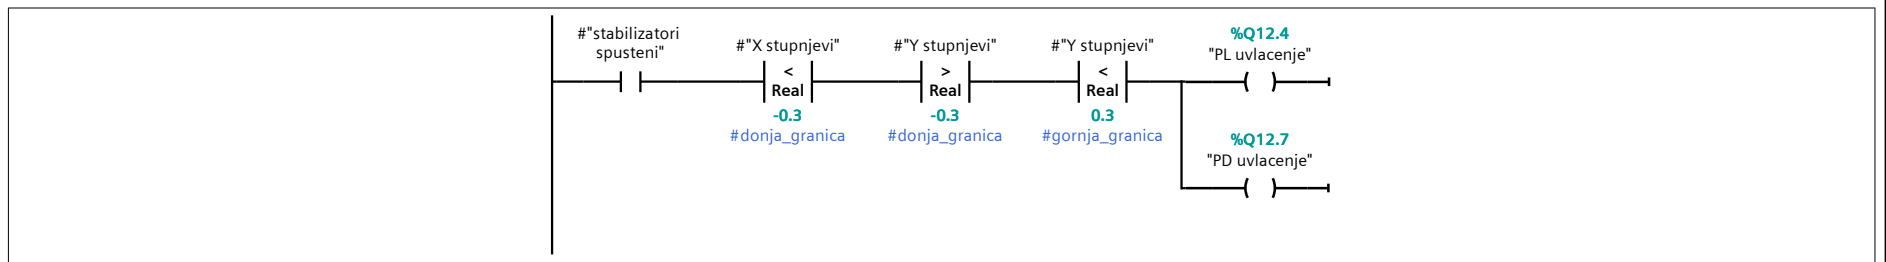 #"stabilizatori
spusteni"
#"X stupnjevi"
<
Real
-0.3
#donja_granica
#"Y stupnjevi"
>
Real
-0.3
#donja_granica
#"Y stupnjevi"
<
Real
0.3
#gornja_granica
%Q12.4
"PL uvlacenje"
%Q12.7
"PD uvlacenje"